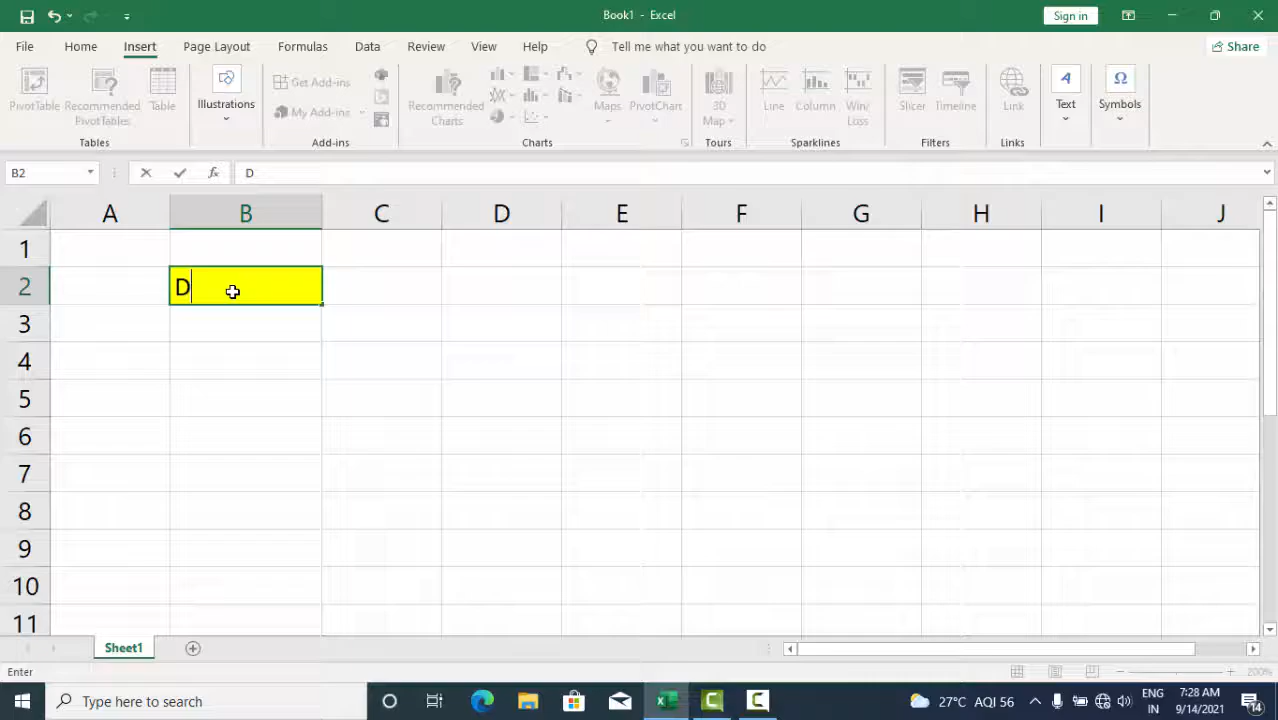 Book1 - Excel
Sign in
File Home Insert Page Layout Formulas Data Review View Help Tell me what you want to do Share
PivotTable Recommended PivotTables Table Illustrations Get Add-ins My Add-ins Recommended Charts Maps PivotChart 3D Map Line Column Win/ Loss Slicer Timeline Link Text Symbols
Tables Add-ins Charts Tours Sparklines Filters Links
B2 fx D
A B C D E F G H I J
1
2 D
3
4
5
6
7
8
9
10
11
Sheet1
Enter 200%
Type here to search 27°C AQI 56 ENG IN 7:28 AM 9/14/2021 14